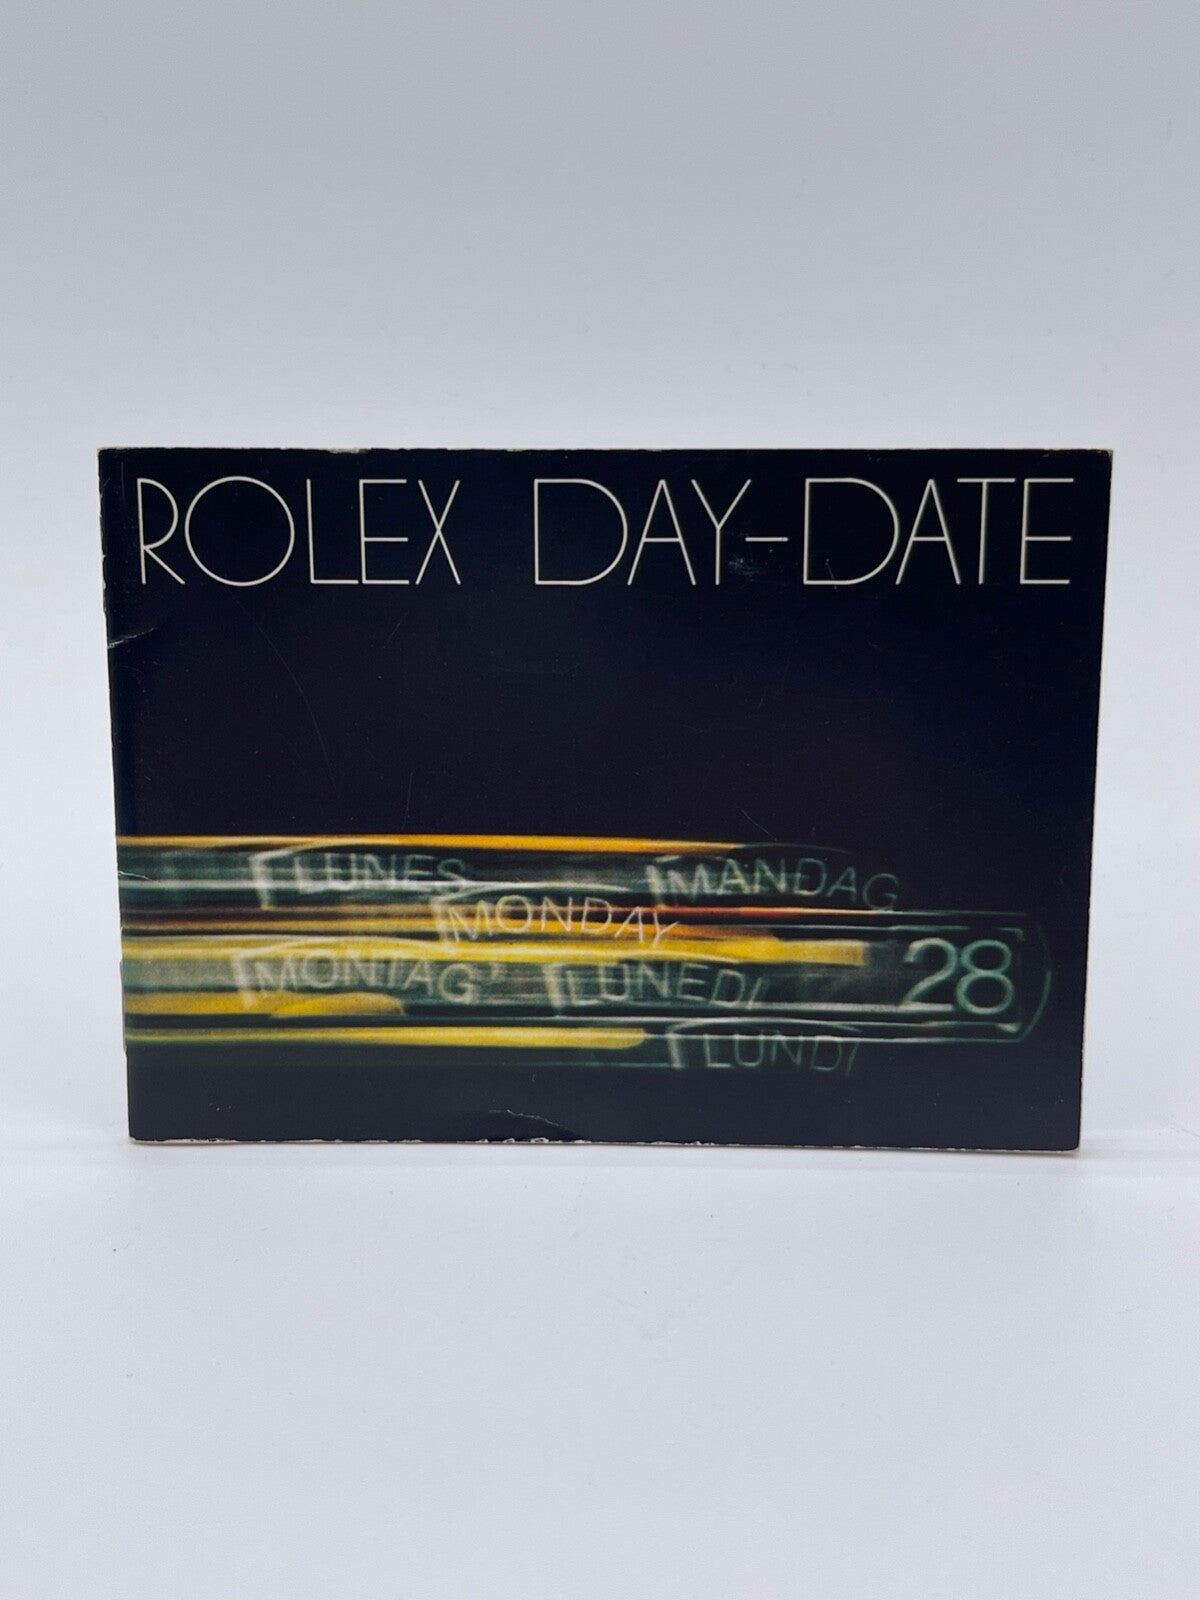 ROLEX DAY-DATE
LUNES MANDAG
MONDAY
MONTAG LUNEDI 28
LUNDI